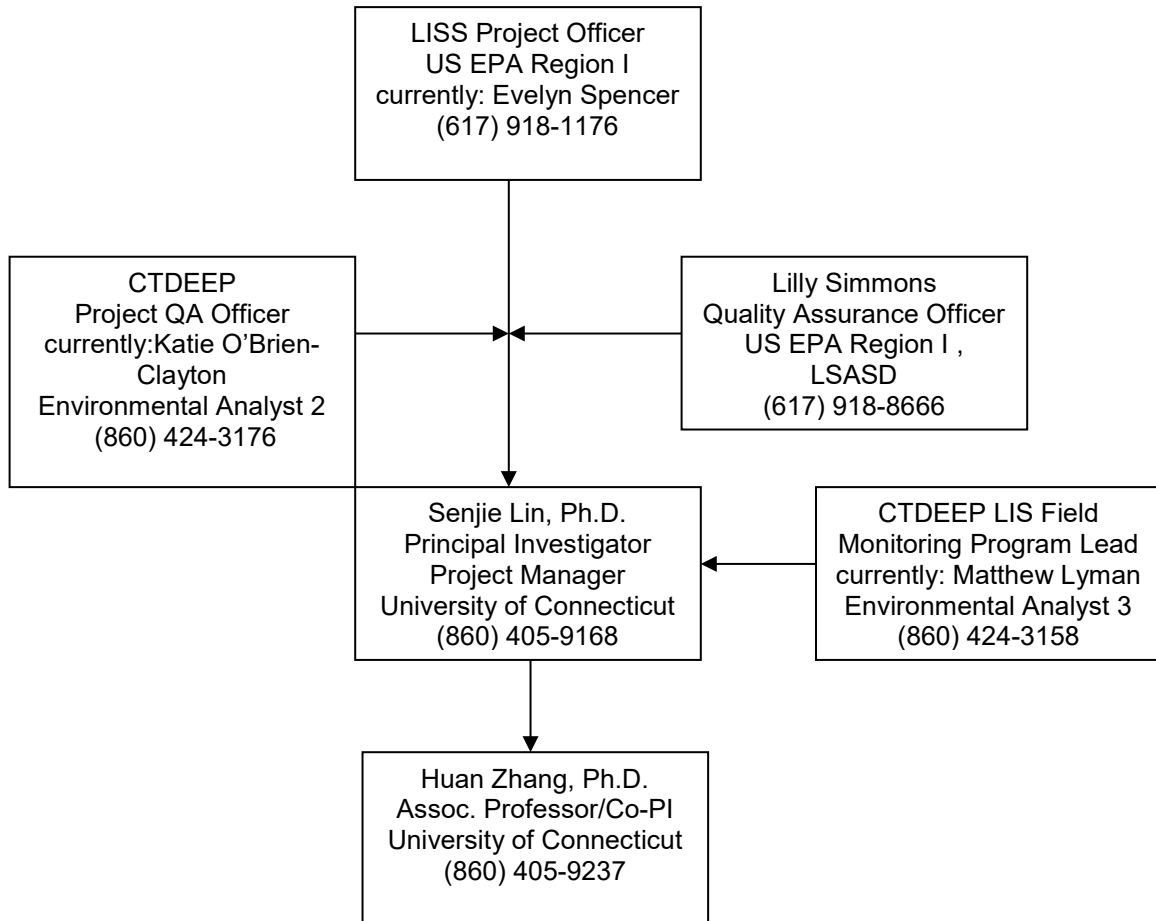 LISS Project Officer
US EPA Region I
currently: Evelyn Spencer
(617) 918-1176
CTDEEP
Project QA Officer
currently:Katie O’Brien-
Clayton
Environmental Analyst 2
(860) 424-3176
Lilly Simmons
Quality Assurance Officer
US EPA Region I ,
LSASD
(617) 918-8666
Senjie Lin, Ph.D.
Principal Investigator
Project Manager
University of Connecticut
(860) 405-9168
CTDEEP LIS Field
Monitoring Program Lead
currently: Matthew Lyman
Environmental Analyst 3
(860) 424-3158
Huan Zhang, Ph.D.
Assoc. Professor/Co-PI
University of Connecticut
(860) 405-9237